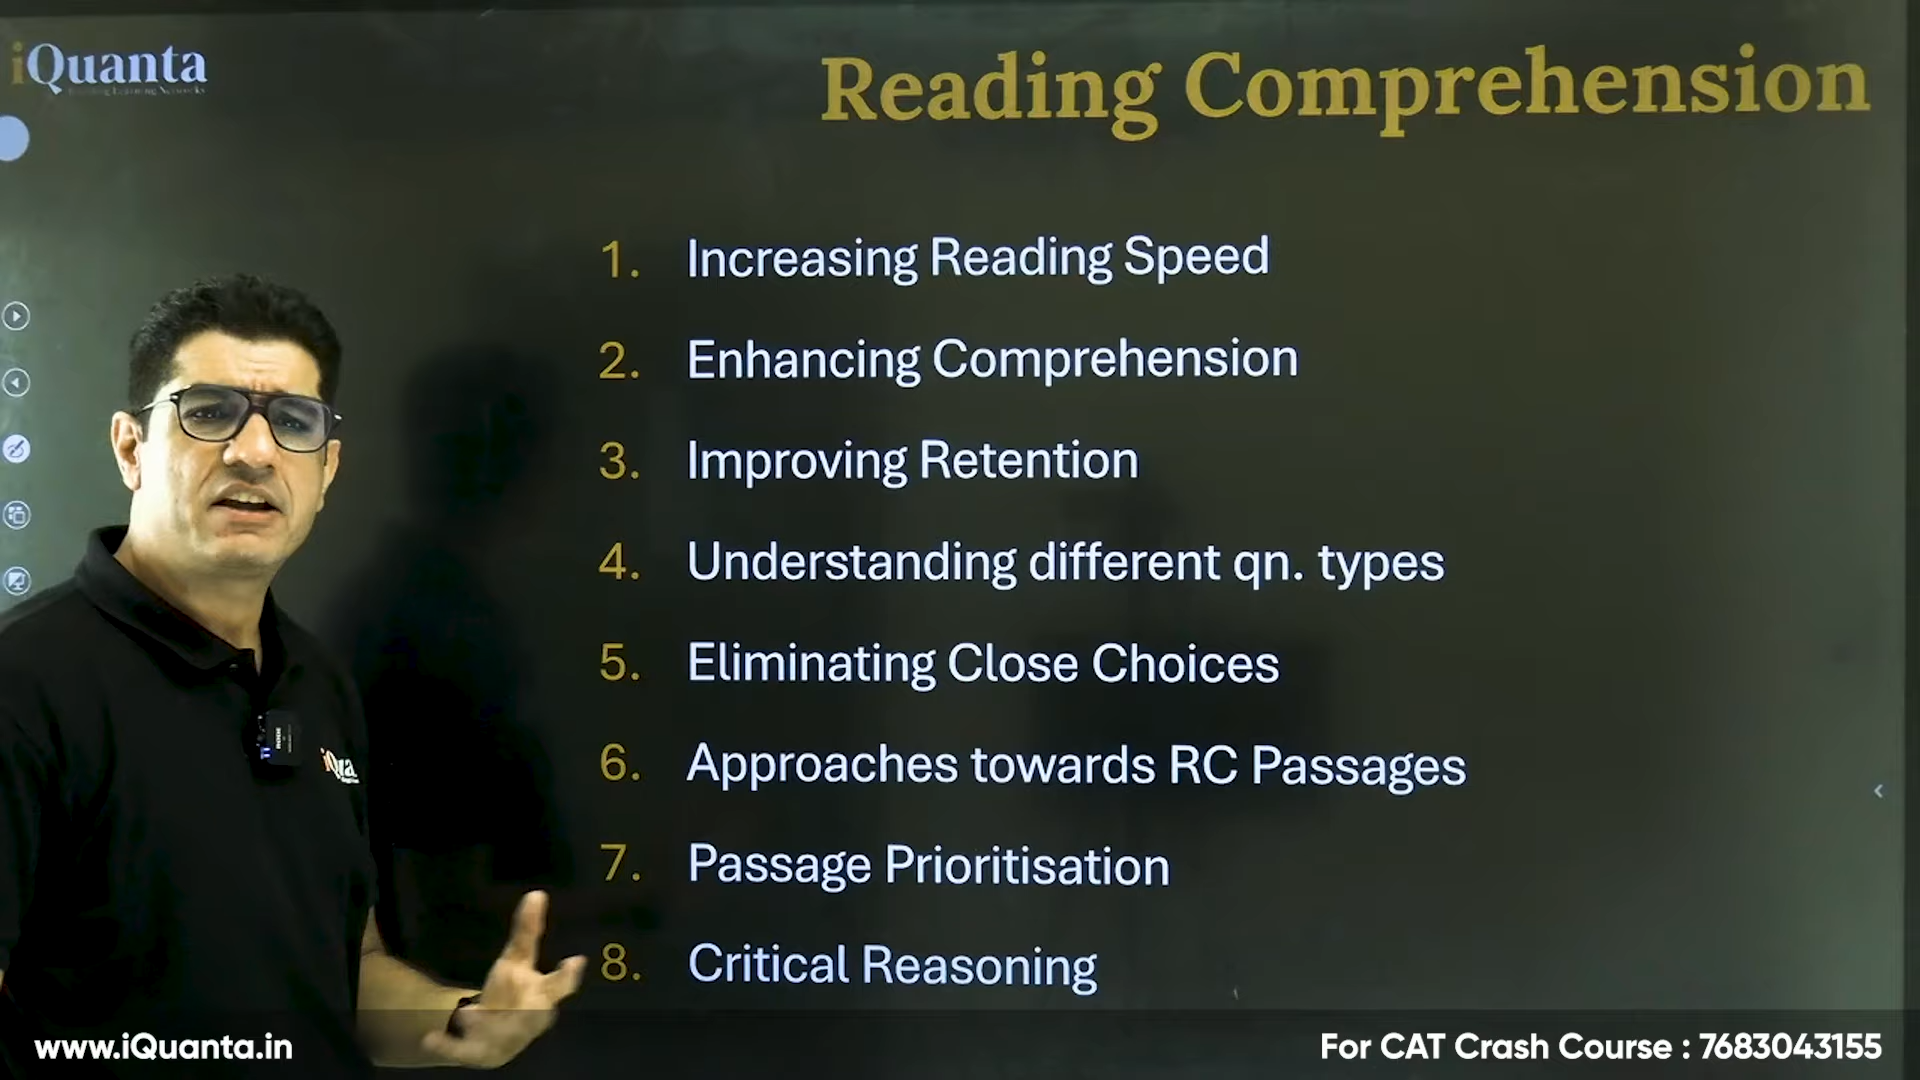 iQuanta
Reading Comprehension
1. Increasing Reading Speed
2. Enhancing Comprehension
3. Improving Retention
4. Understanding different qn. types
5. Eliminating Close Choices
6. Approaches towards RC Passages
7. Passage Prioritisation
8. Critical Reasoning
RODE
iQua
www.iQuanta.in
For CAT Crash Course : 7683043155